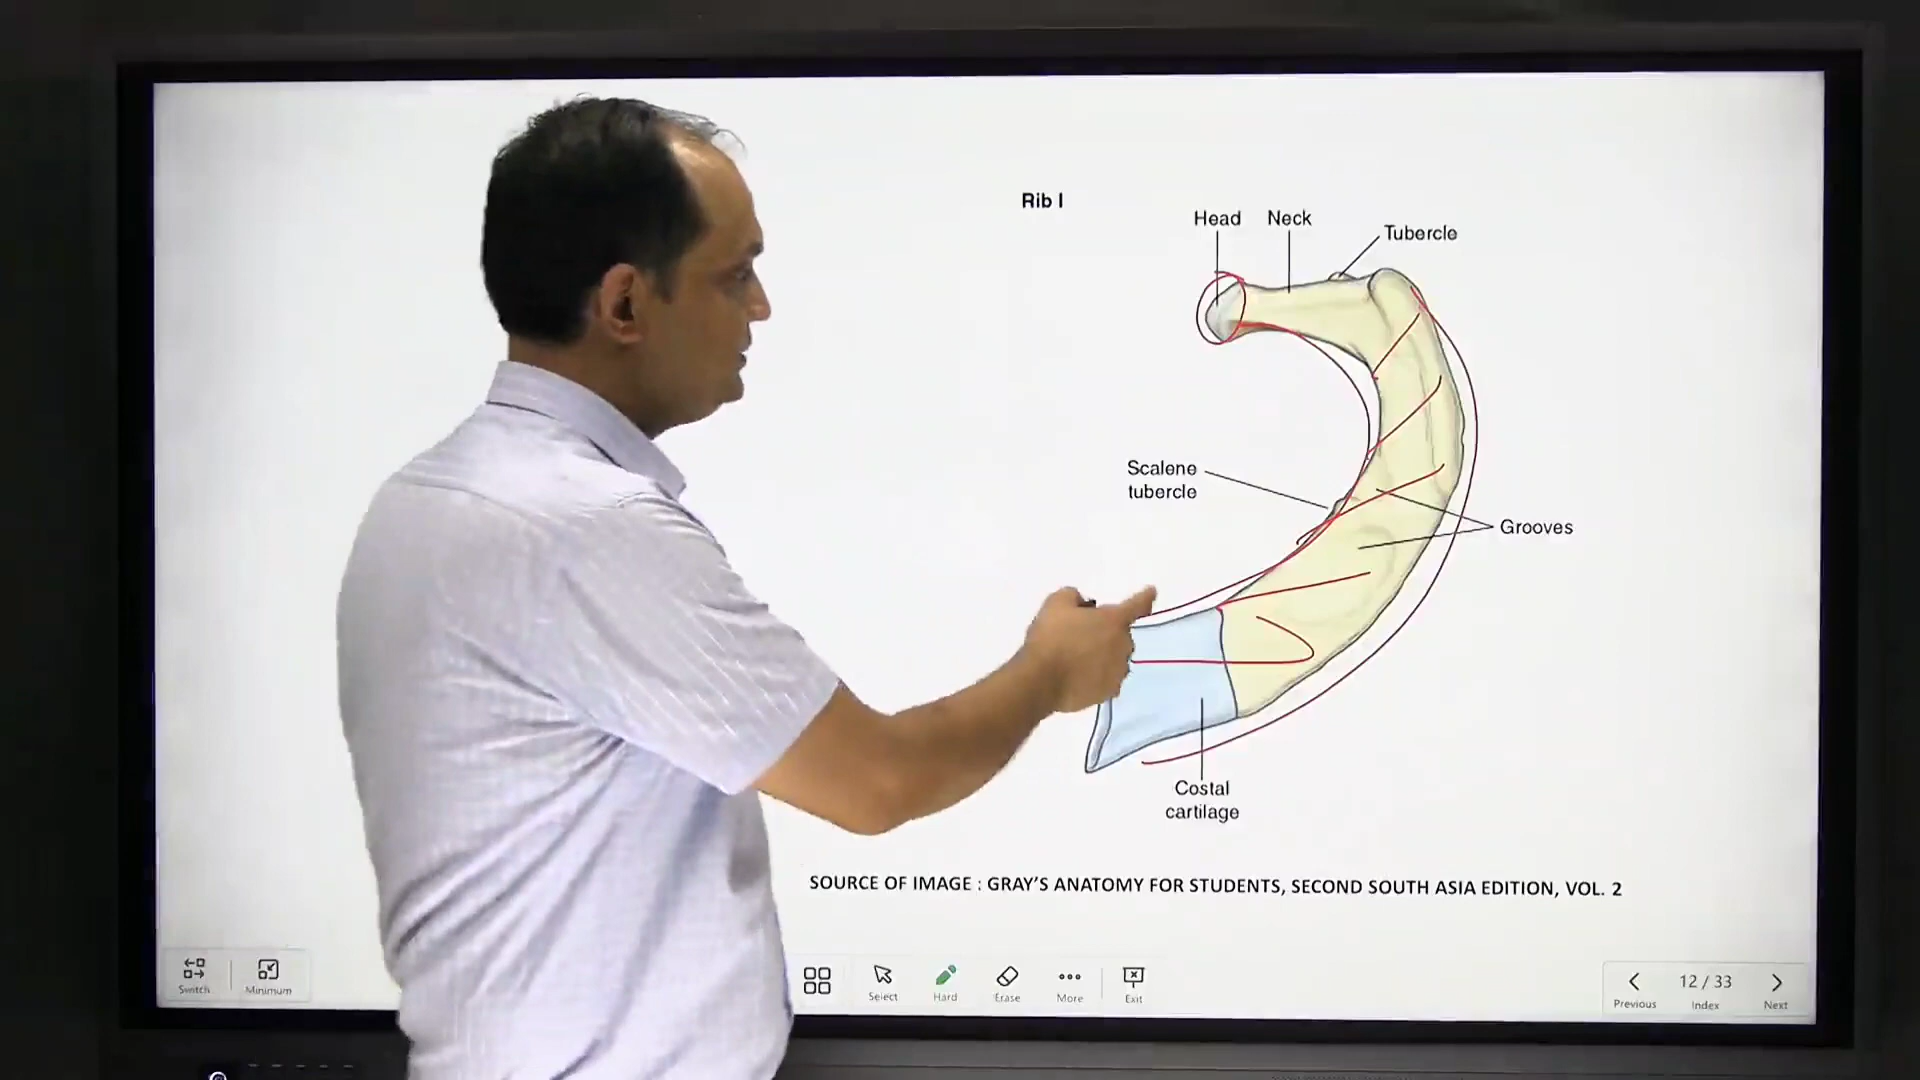 Rib I
Head
Neck
Tubercle
Scalene
tubercle
Grooves
Costal
cartilage
SOURCE OF IMAGE : GRAY'S ANATOMY FOR STUDENTS, SECOND SOUTH ASIA EDITION, VOL. 2
Switch
Minimum
Select
Hard
Erase
More
Exit
Previous
12 / 33
Index
Next